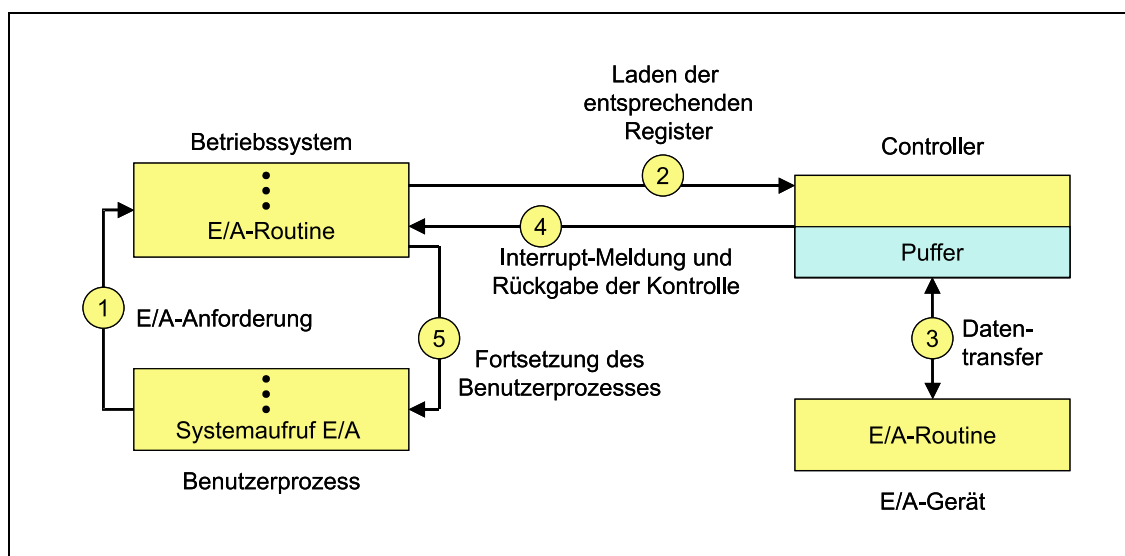 Laden der
entsprechenden
Register
2
Betriebssystem
E/A-Routine
Controller
Puffer
4
Interrupt-Meldung und
Rückgabe der Kontrolle
1
E/A-Anforderung
5
Fortsetzung des
Benutzerprozesses
3
Daten-
transfer
Systemaufruf E/A
Benutzerprozess
E/A-Routine
E/A-Gerät